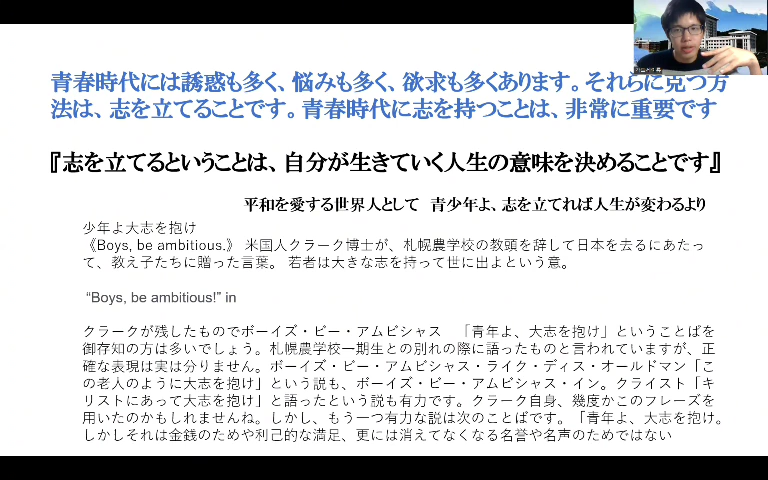 青春時代には誘惑も多く、悩みも多く、欲求も多くあります。それらに克つ方
法は、志を立てることです。青春時代に志を持つことは、非常に重要です
『志を立てるということは、自分が生きていく人生の意味を決めることです』
平和を愛する世界人として　青少年よ、志を立てれば人生が変わるより
少年よ大志を抱け
《Boys, be ambitious.》 米国人クラーク博士が、札幌農学校の教頭を辞して日本を去るにあたっ
て、教え子たちに贈った言葉。 若者は大きな志を持って世に出よという意。
“Boys, be ambitious!” in
クラークが残したものでボーイズ・ビー・アムビシャス　「青年よ、大志を抱け」ということばを
御存知の方は多いでしょう。札幌農学校一期生との別れの際に語ったものと言われていますが、正
確な表現は実は分りません。ボーイズ・ビー・アムビシャス・ライク・ディス・オールドマン「こ
の老人のように大志を抱け」という説も、ボーイズ・ビー・アムビシャス・イン。クライスト「キ
リストにあって大志を抱け」と語ったという説も有力です。クラーク自身、幾度かこのフレーズを
用いたのかもしれませんね。しかし、もう一つ有力な説は次のことばです。「青年よ、大志を抱け。
しかしそれは金銭のためや利己的な満足、更には消えてなくなる名誉や名声のためではない